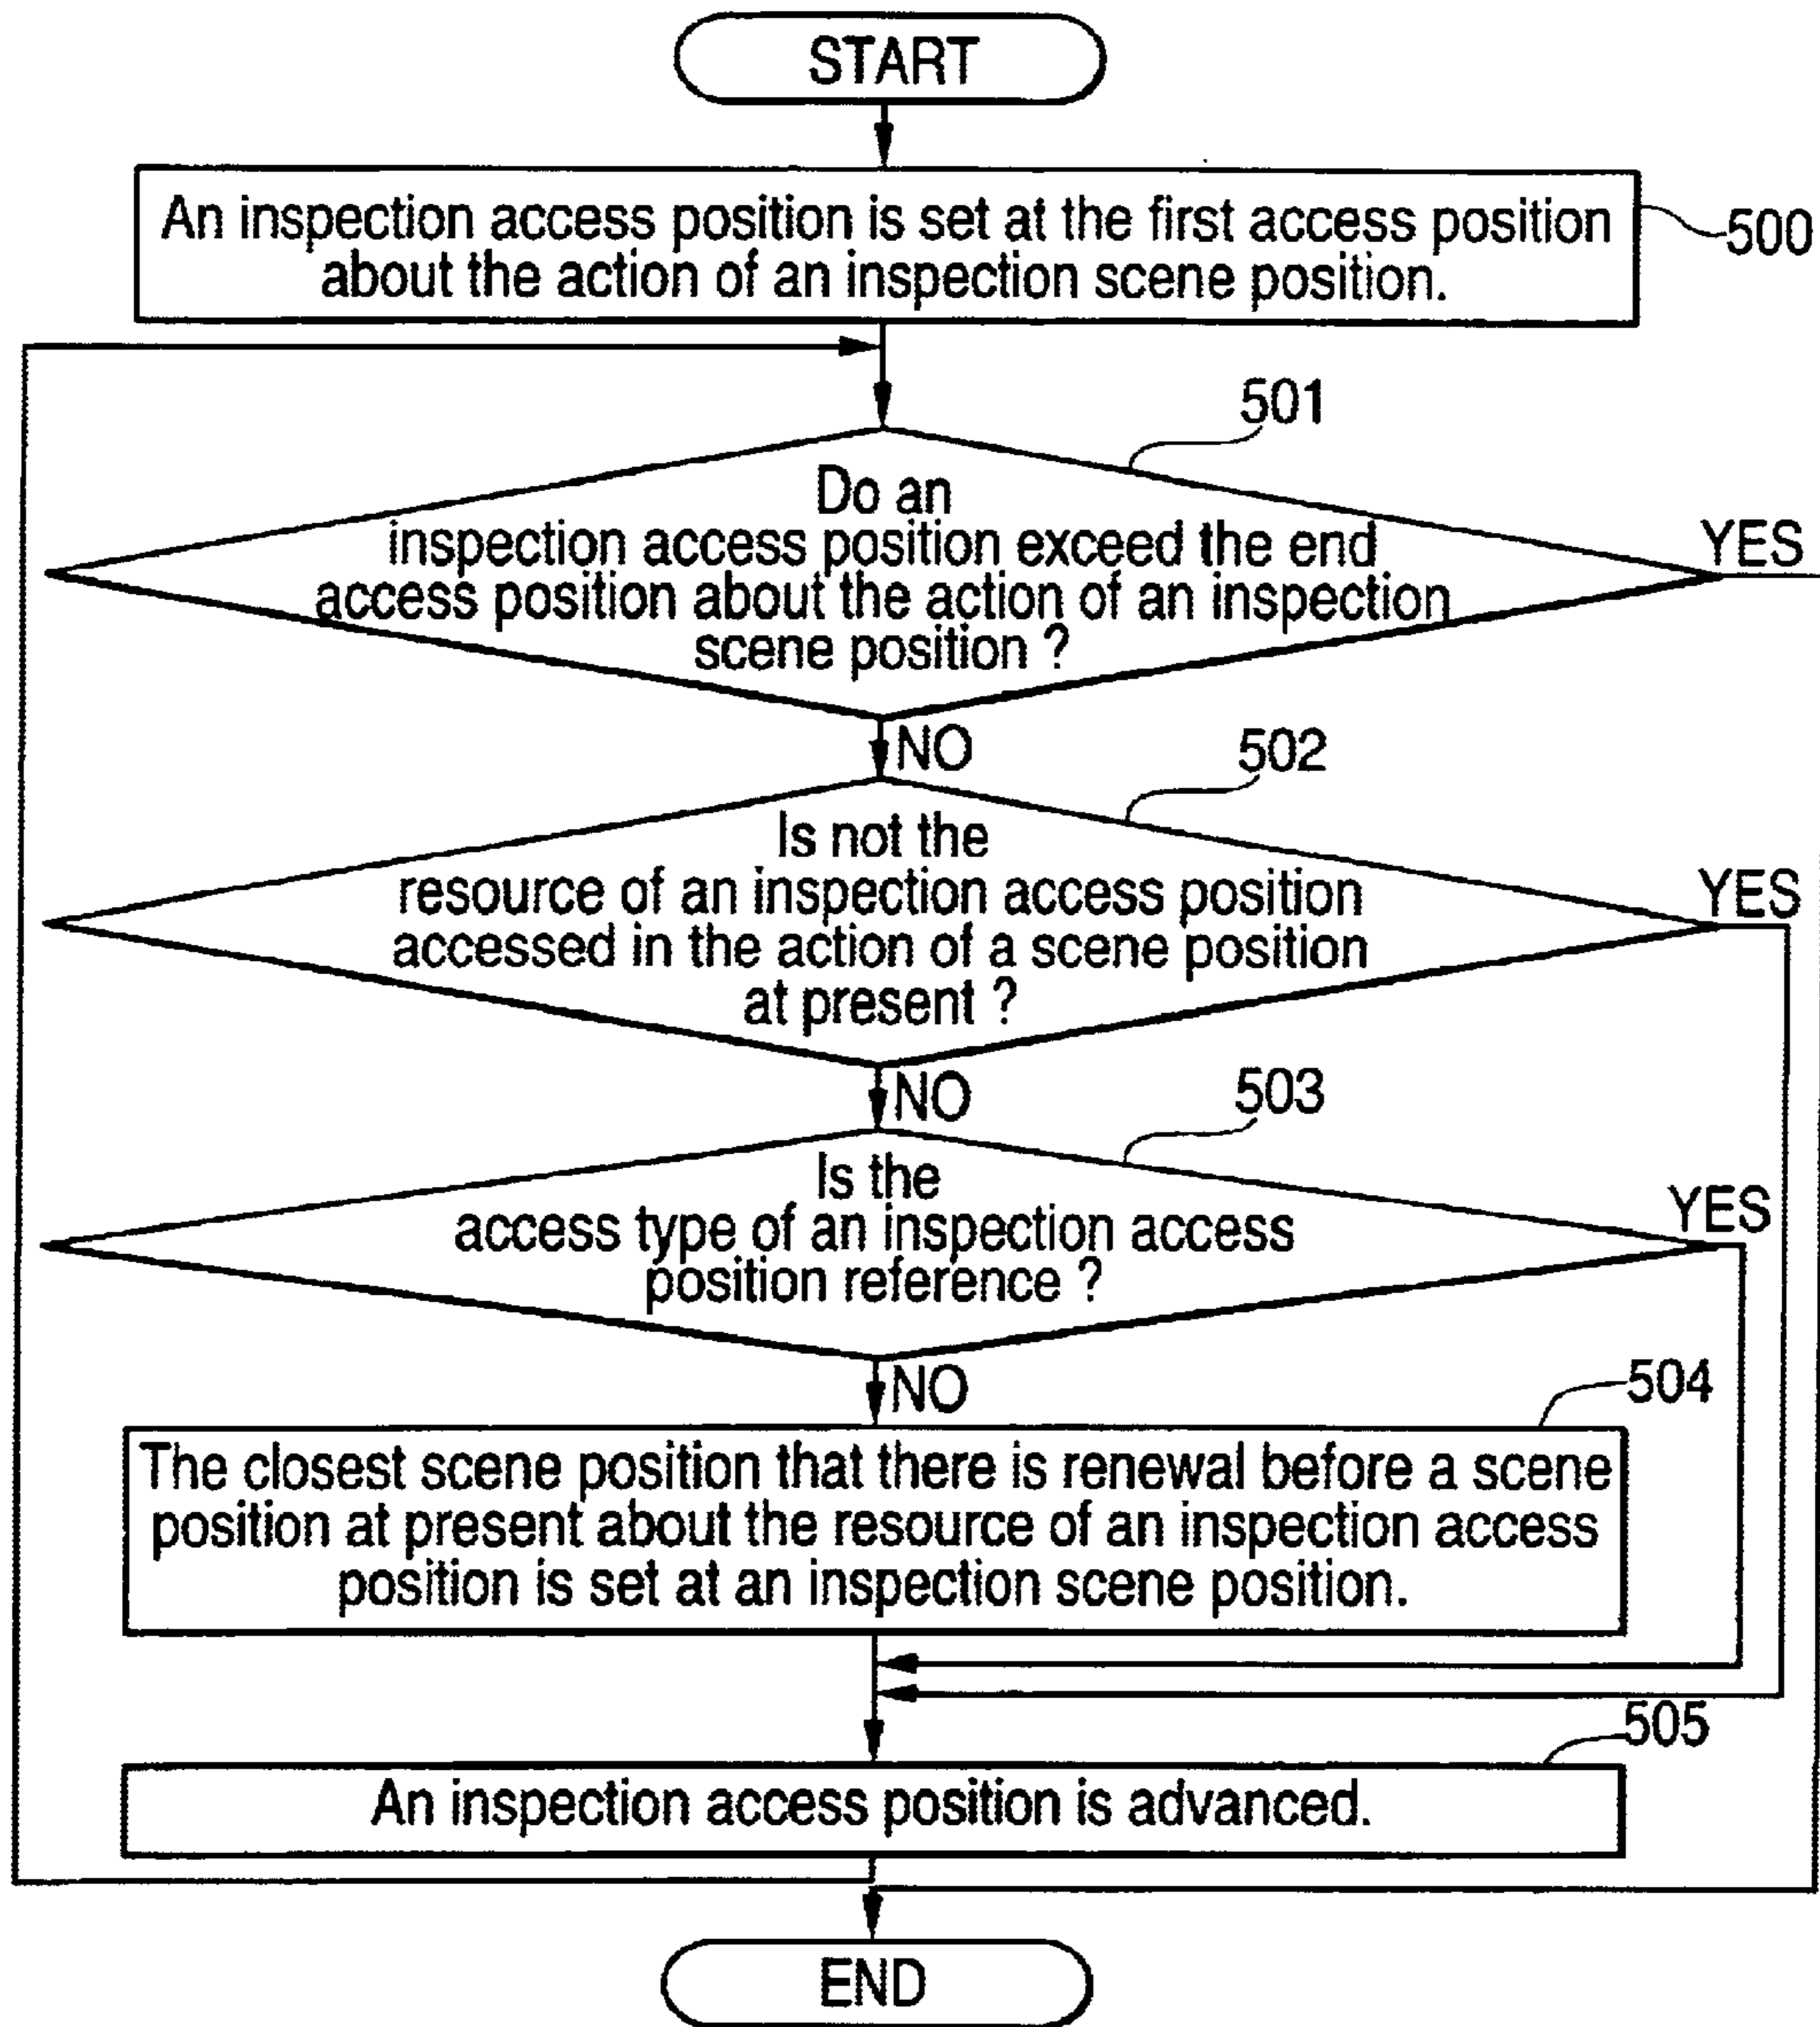 START
An inspection access position is set at the first access position
about the action of an inspection scene position.
500
501
Do an
inspection access position exceed the end
access position about the action of an inspection
scene position ?
YES
NO
502
Is not the
resource of an inspection access position
accessed in the action of a scene position
at present ?
YES
NO
503
Is the
access type of an inspection access
position reference ?
YES
NO
504
The closest scene position that there is renewal before a scene
position at present about the resource of an inspection access
position is set at an inspection scene position.
505
An inspection access position is advanced.
END